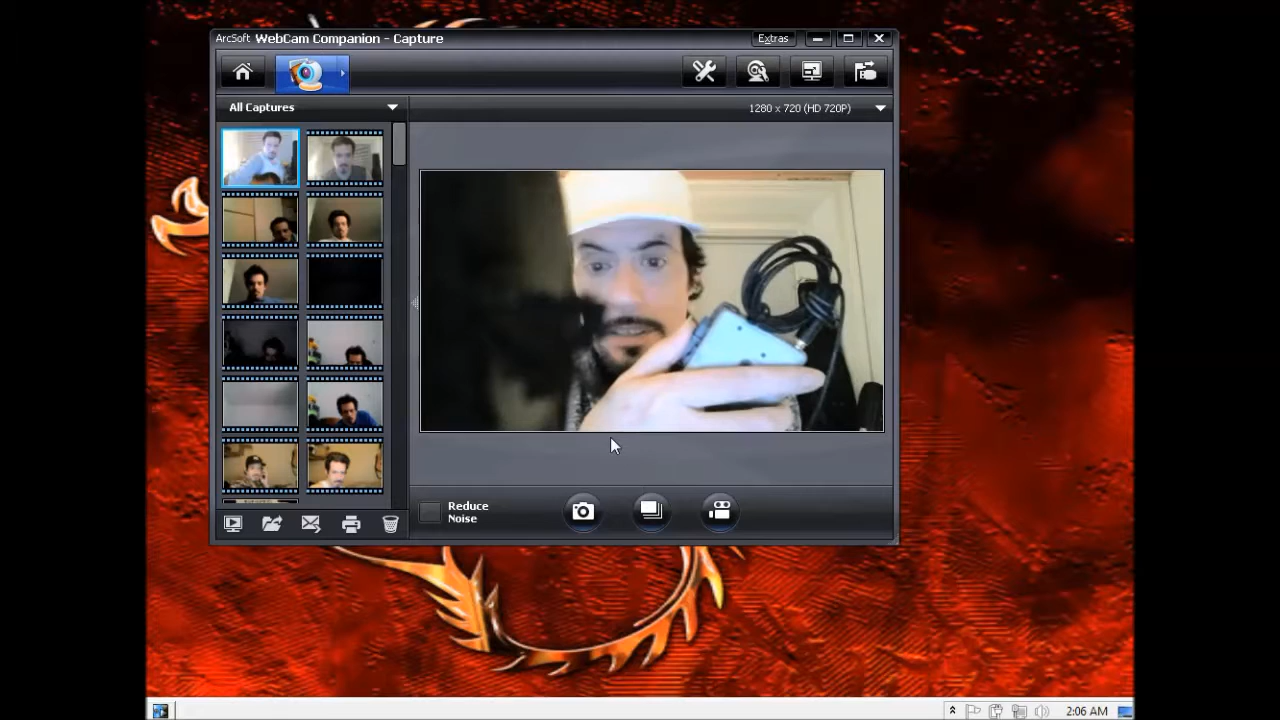 ArcSoft WebCam Companion - Capture
Extras
All Captures
1280 x 720 (HD 720P)
Reduce
Noise
2:06 AM